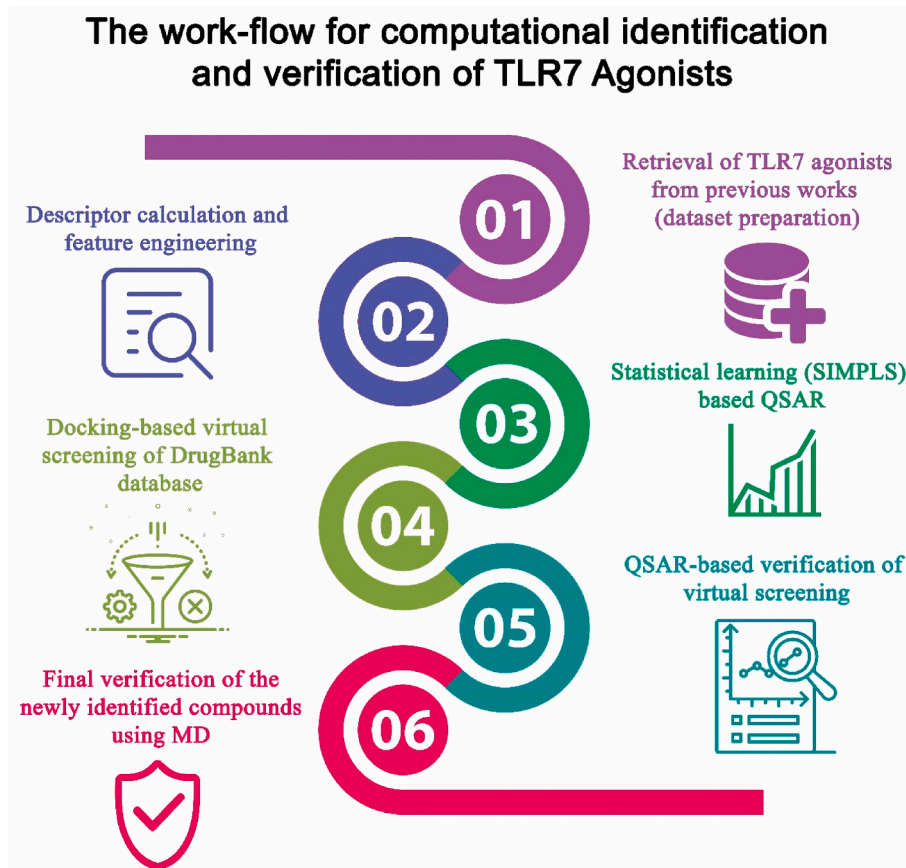 The work-flow for computational identification
and verification of TLR7 Agonists
01
Retrieval of TLR7 agonists
from previous works
(dataset preparation)
Descriptor calculation and
feature engineering
02
03
Statistical learning (SIMPLS)
based QSAR
Docking-based virtual
screening of DrugBank
database
04
05
QSAR-based verification of
virtual screening
Final verification of the
newly identified compounds
using MD
06